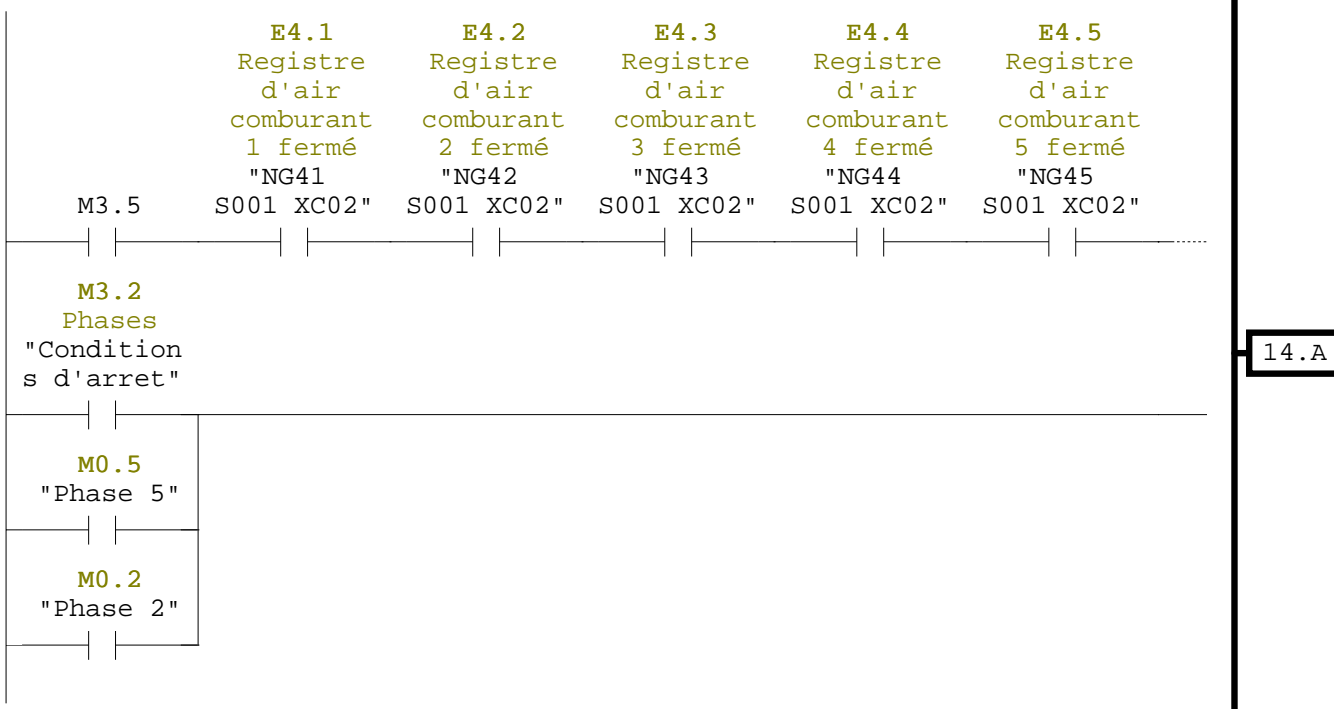 E4.1 E4.2 E4.3 E4.4 E4.5
Registre Registre Registre Registre Registre
d'air d'air d'air d'air d'air
comburant comburant comburant comburant comburant
1 fermé 2 fermé 3 fermé 4 fermé 5 fermé
"NG41 "NG42 "NG43 "NG44 "NG45
M3.5 S001 XC02" S001 XC02" S001 XC02" S001 XC02" S001 XC02"
M3.2
Phases
"Condition
s d'arret"
14.A
M0.5
"Phase 5"
M0.2
"Phase 2"